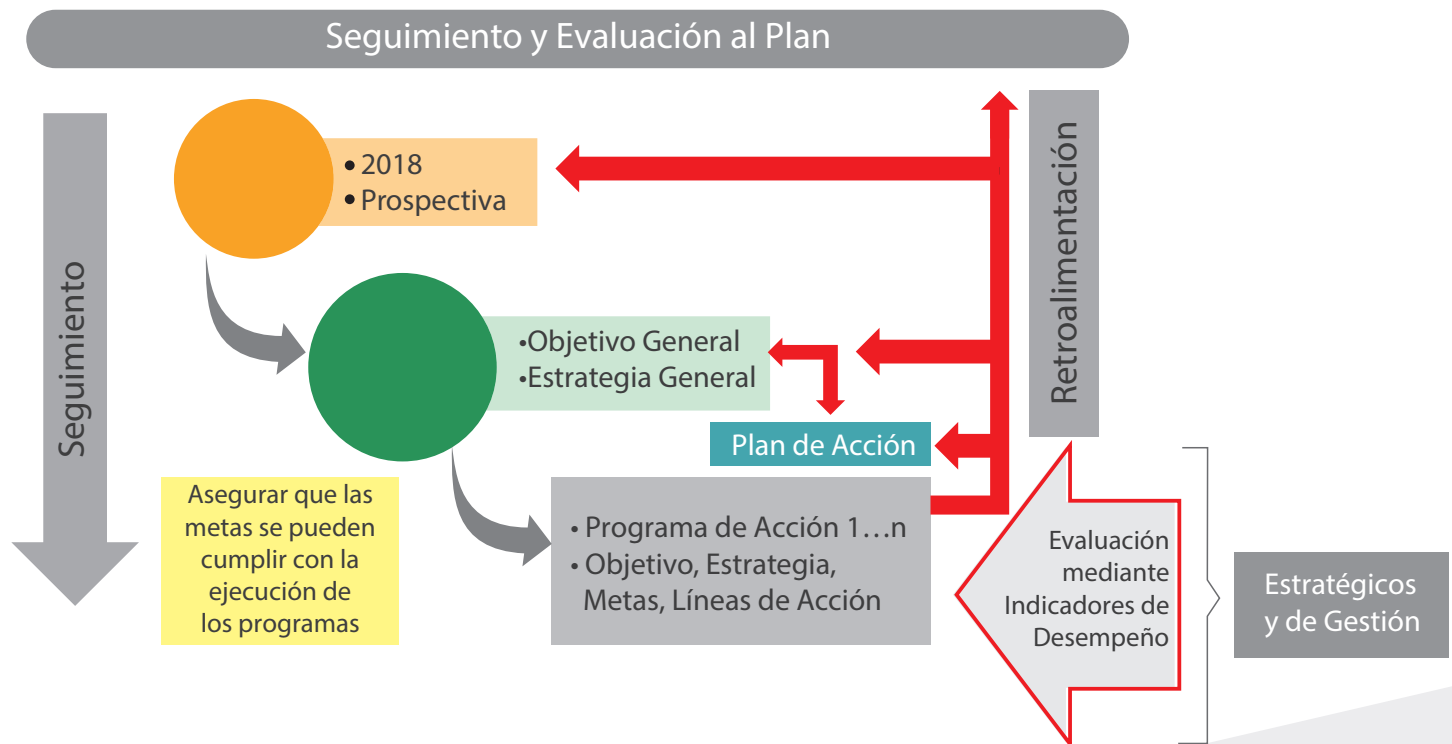 Seguimiento y Evaluación al Plan
Seguimiento
• 2018
• Prospectiva
Retroalimentación
•Objetivo General
•Estrategia General
Plan de Acción
Asegurar que las
metas se pueden
cumplir con la
ejecución de
los programas
• Programa de Acción 1…n
• Objetivo, Estrategia,
Metas, Líneas de Acción
Evaluación
mediante
Indicadores de
Desempeño
Estratégicos
y de Gestión